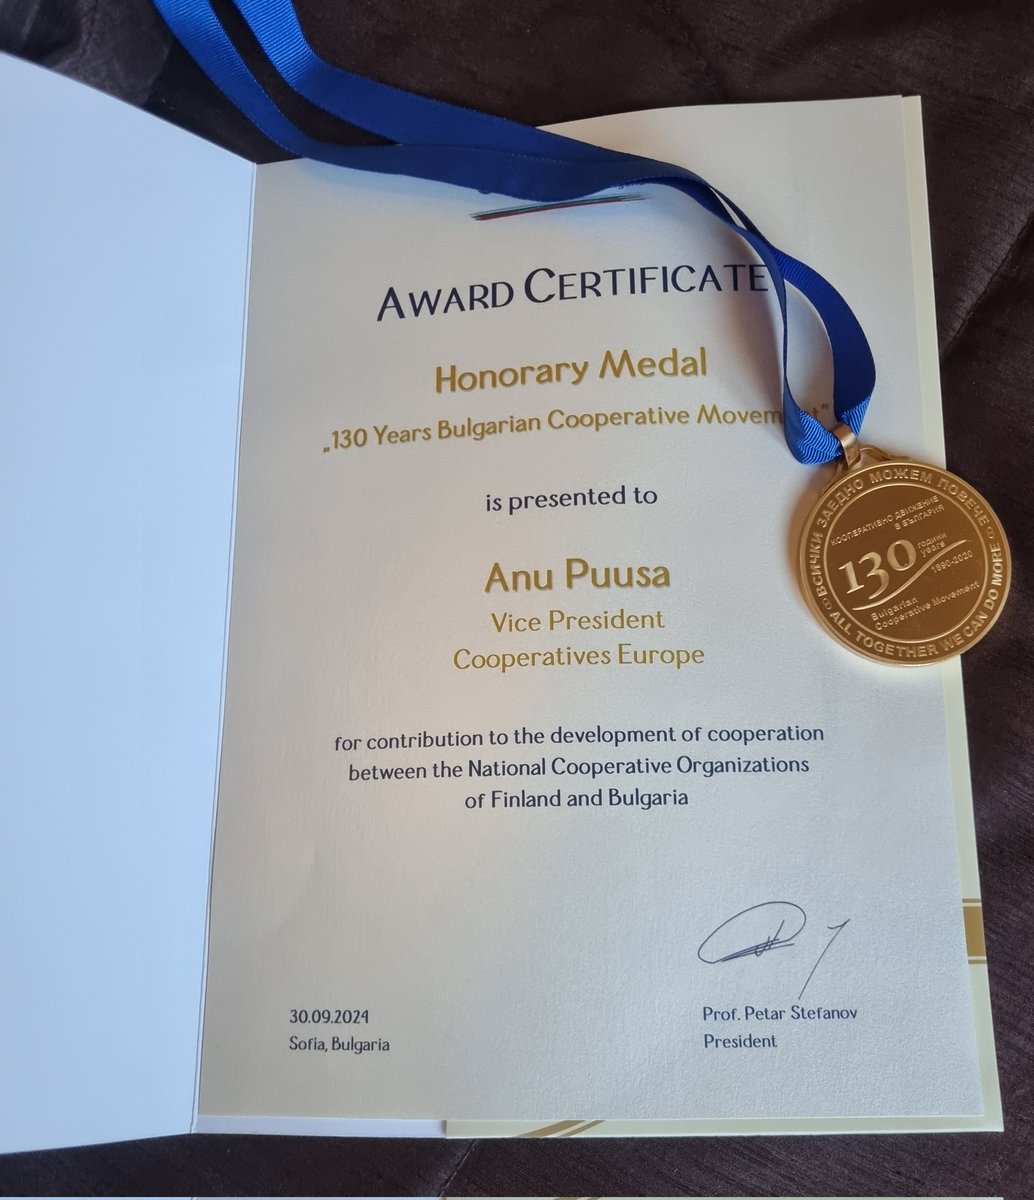 AWARD CERTIFICATE
Honorary Medal
„130 Years Bulgarian Cooperative
is presented to
Anu Puusa
Vice President
Cooperatives Europe
for contribution to the development of cooperation
between the National Cooperative Organizations
of Finland and Bulgaria
30.09.2024
Sofia, Bulgaria
Prof. Petar Stefanov
President
ВСИЧКИ ЗАЕДНО МОЖЕМ ПОВЕЧЕ
КООПЕРАТИВНО ДВИЖЕНИЕ
В БЪЛГАРИЯ
130 години
years
1890-2020
Bulgarian
Cooperative Movement
ALL TOGETHER WE CAN DO MORE